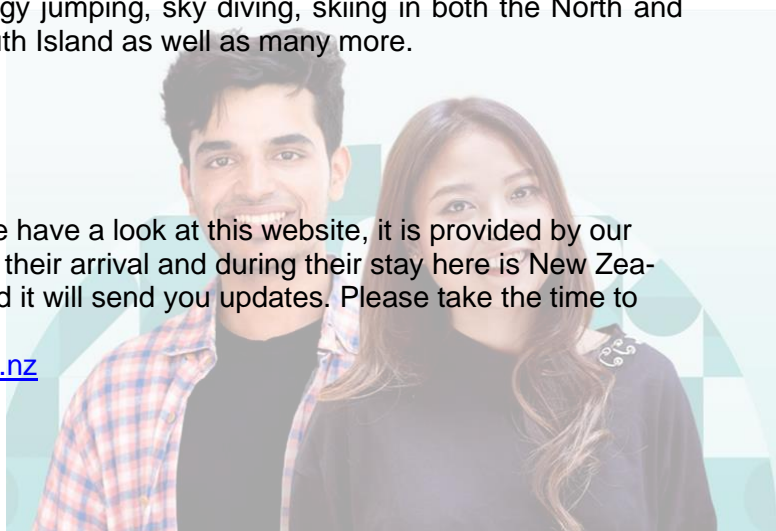 gy jumping, sky diving, skiing in both the North and
uth Island as well as many more.
e have a look at this website, it is provided by our
their arrival and during their stay here is New Zea-
d it will send you updates. Please take the time to
.nz